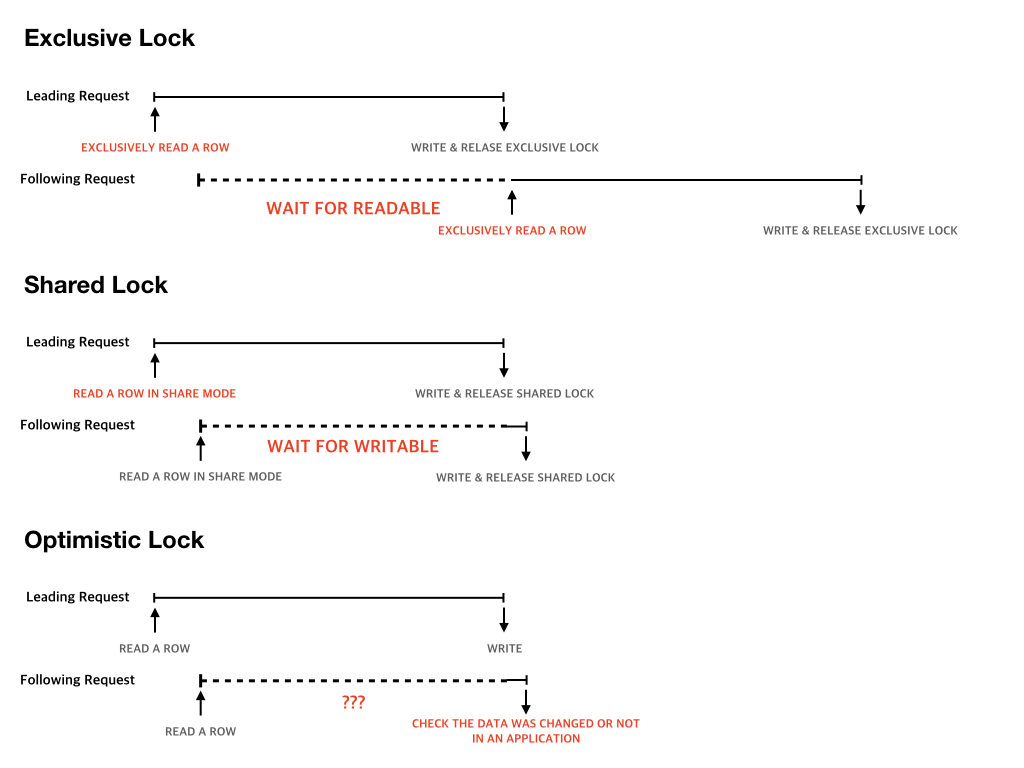 Exclusive Lock
Leading Request
EXCLUSIVELY READ A ROW
WRITE & RELASE EXCLUSIVE LOCK
Following Request
WAIT FOR READABLE
EXCLUSIVELY READ A ROW
WRITE & RELEASE EXCLUSIVE LOCK
Shared Lock
Leading Request
READ A ROW IN SHARE MODE
WRITE & RELEASE SHARED LOCK
Following Request
WAIT FOR WRITABLE
READ A ROW IN SHARE MODE
WRITE & RELEASE SHARED LOCK
Optimistic Lock
Leading Request
READ A ROW
WRITE
Following Request
???
READ A ROW
CHECK THE DATA WAS CHANGED OR NOT
IN AN APPLICATION